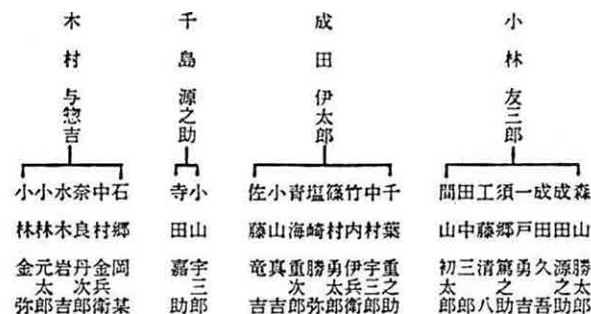 小林友三郎
森山勝太郎
成田源之助
成田久吾
一戸勇吉
須郷篤之八
工藤清郎
田中三郎
間山初太郎
成田伊太郎
千葉重之助
中村宇三郎
竹内伊兵衛
篠村勇太郎
塩崎勝弥
青海重次郎
小山真吉
佐藤竜吉
千島源之助
小山宇三郎
寺田嘉助
木村与惣吉
石郷岡某
中村金兵衛
奈良丹次郎
水木岩吉
小林元太郎
小林金弥